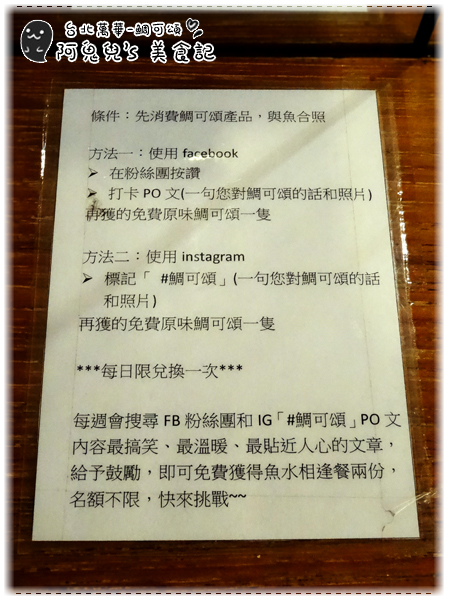 台北萬華-鯛可頌
阿兒兒's 美食記
條件：先消費鯛可頌產品，與魚合照
方法一：使用 facebook
➢ 在粉絲團按讚
➢ 打卡 PO 文(一句您對鯛可頌的話和照片)
再獲的免費原味鯛可頌一隻
方法二：使用 instagram
➢ 標記「 #鯛可頌」(一句您對鯛可頌的話
和照片)
再獲的免費原味鯛可頌一隻
***每日限兌換一次***
每週會搜尋 FB 粉絲團和 IG「#鯛可頌」PO 文
內容最搞笑、最溫暖、最貼近人心的文章，
給予鼓勵，即可免費獲得魚水相逢餐兩份，
名額不限，快來挑戰~~